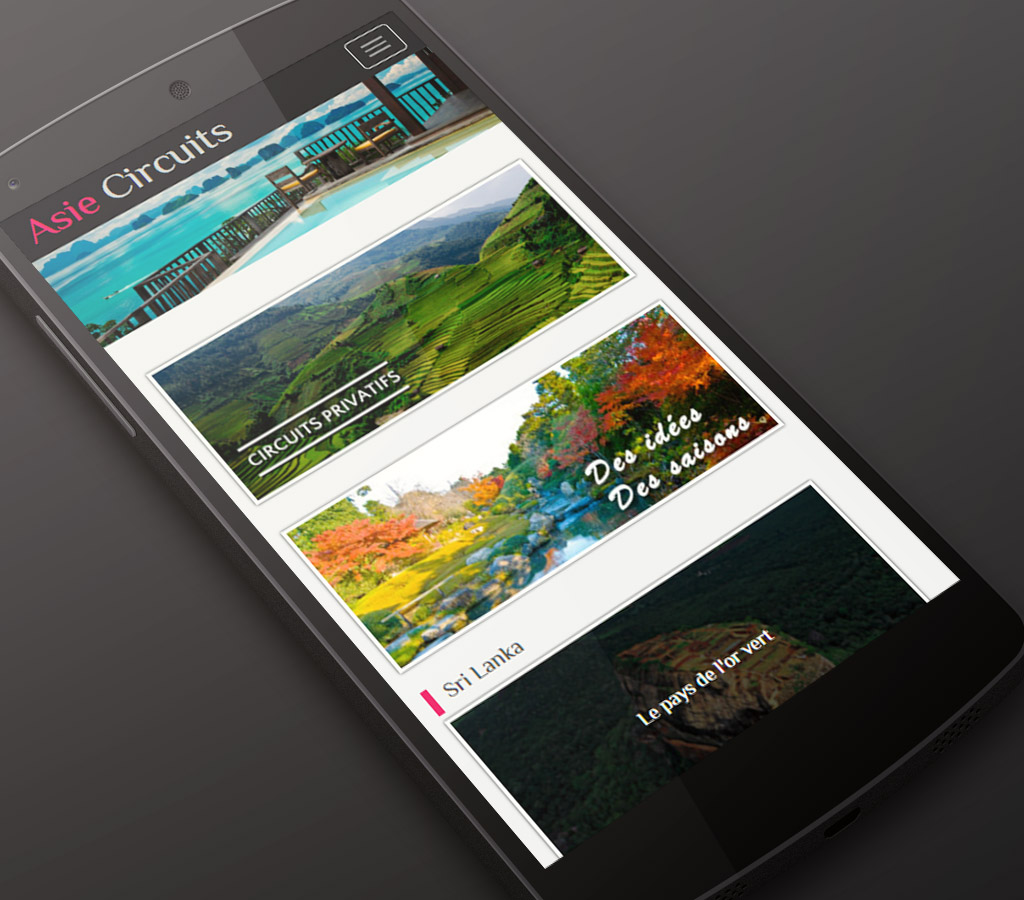 Asie Circuits
CIRCUITS PRIVATIFS
Des idées
Des saisons
Sri Lanka
Le pays de l'or vert